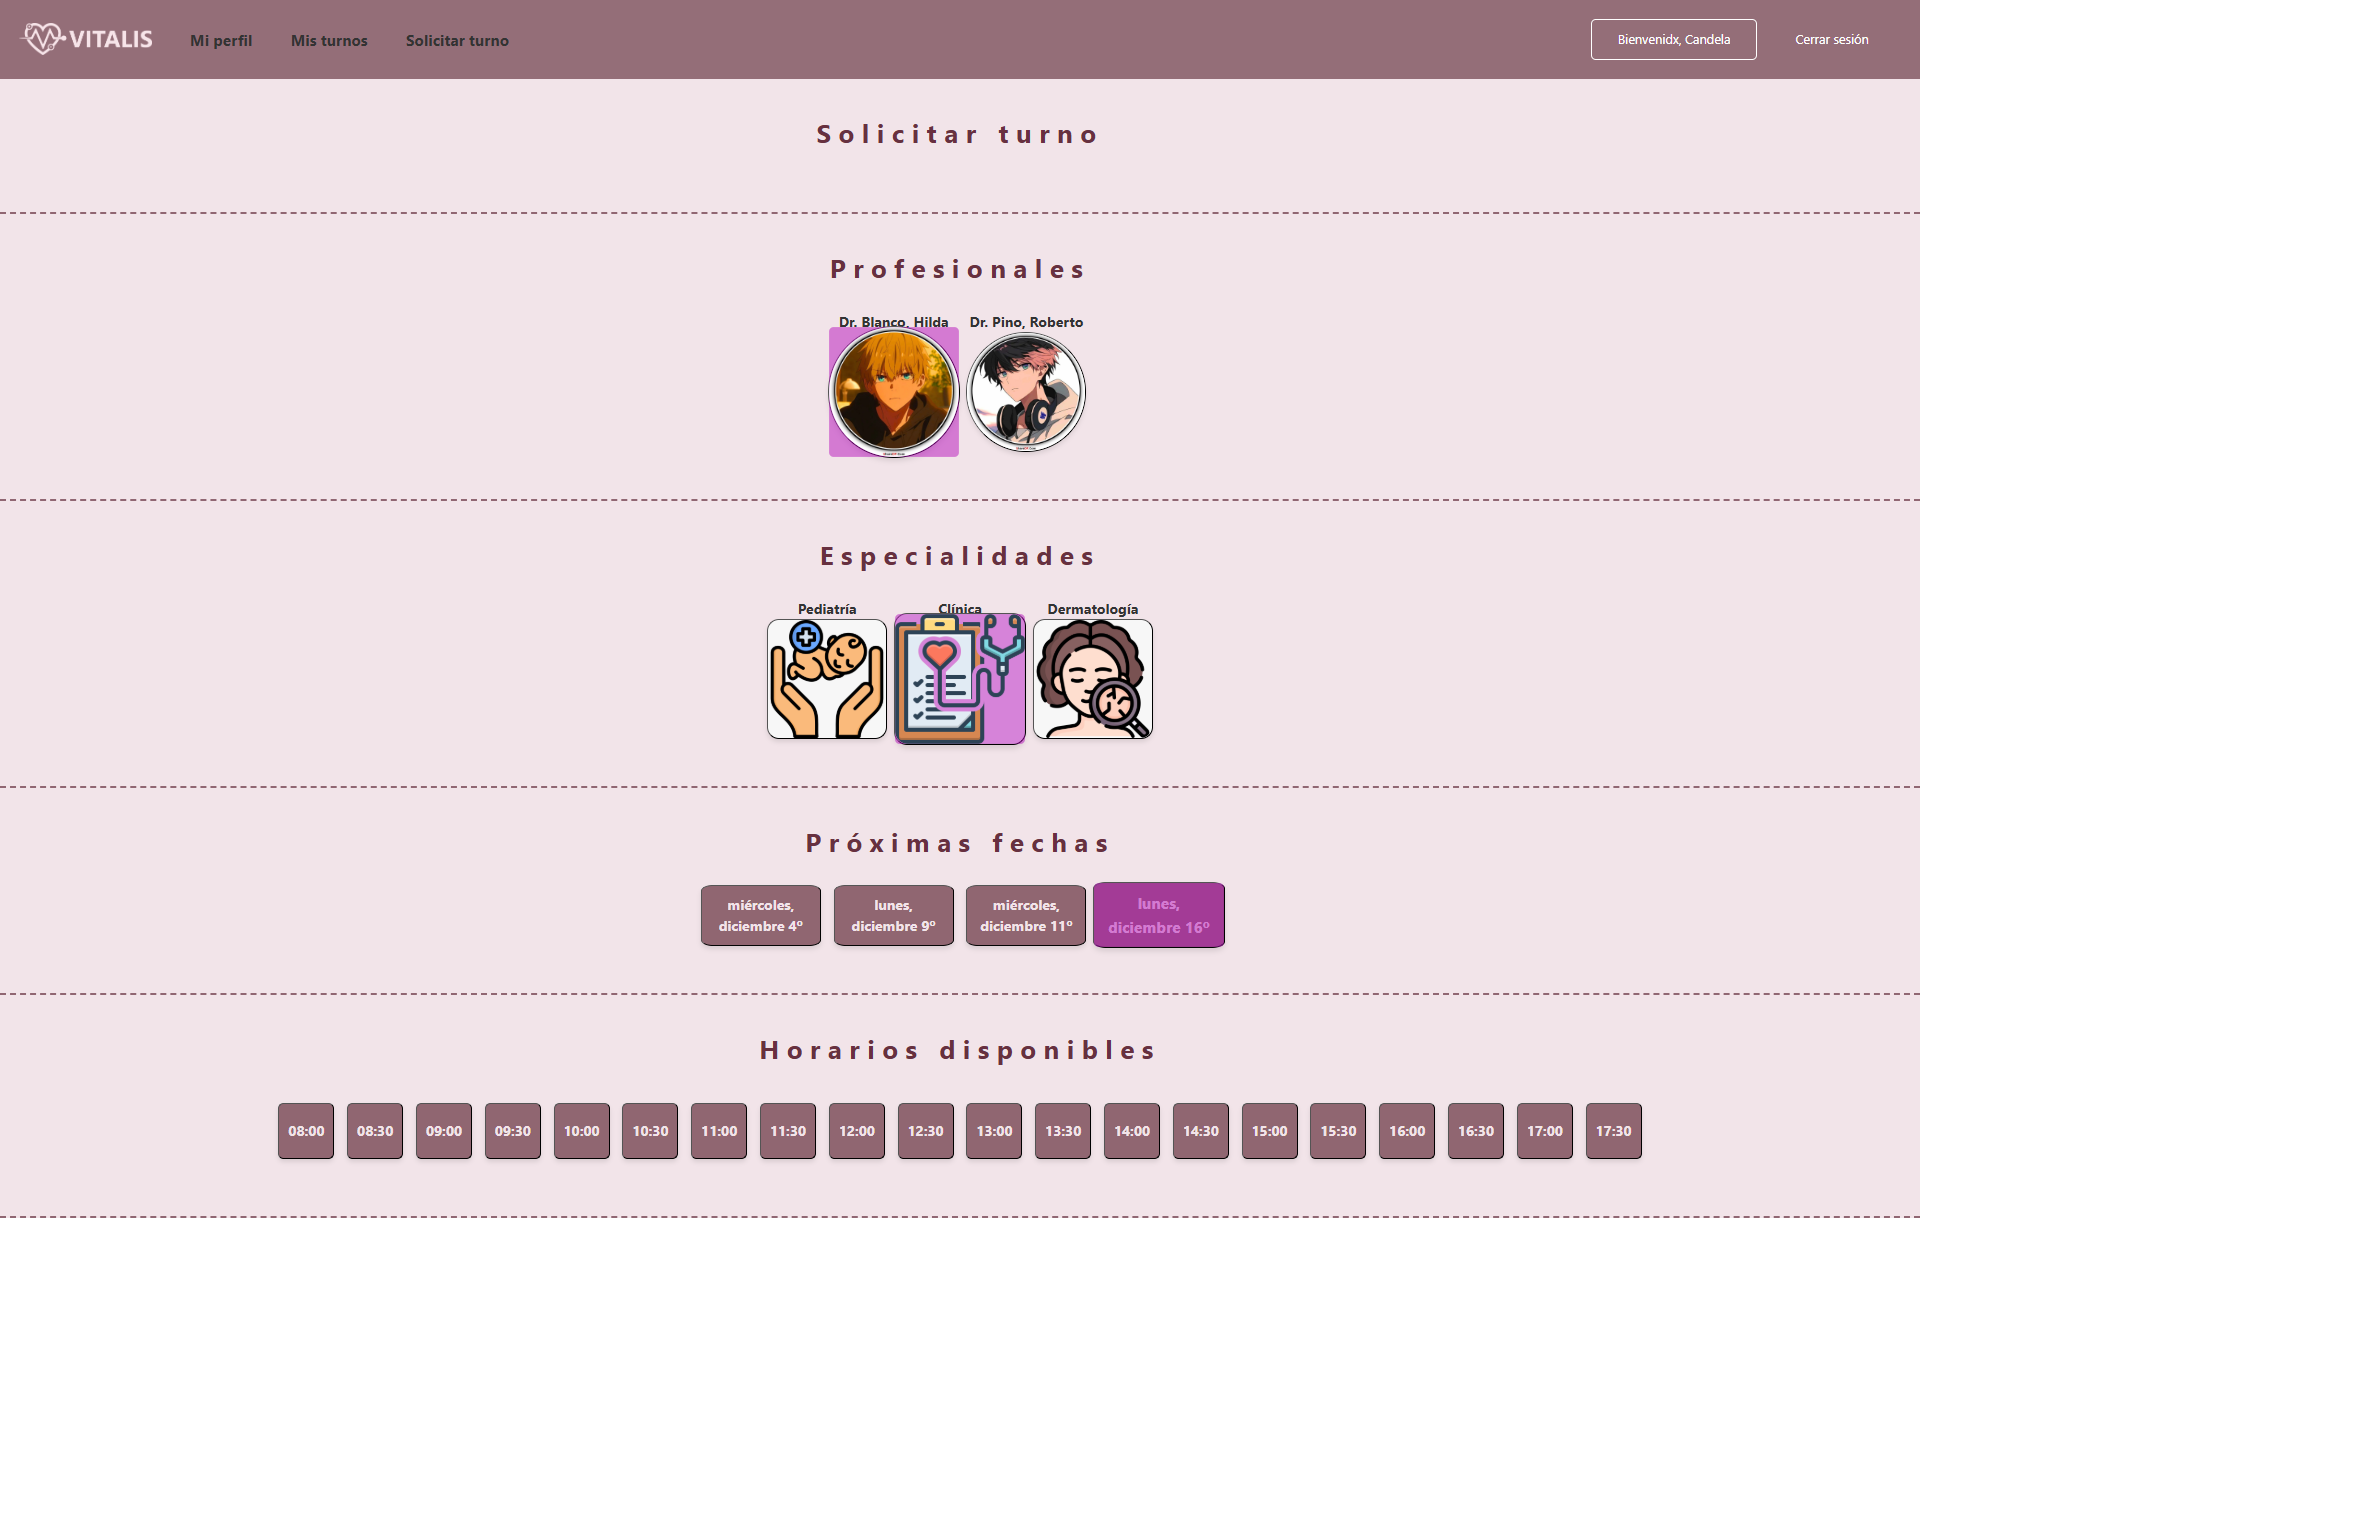 VITALIS
Mi perfil
Mis turnos
Solicitar turno
Bienvenidx, Candela
Cerrar sesión
Solicitar turno
Profesionales
Dr. Blanco, Hilda
Dr. Pino, Roberto
Especialidades
Pediatría
Clínica
Dermatología
Próximas fechas
miércoles,
diciembre 4º
lunes,
diciembre 9º
miércoles,
diciembre 11º
lunes,
diciembre 16º
Horarios disponibles
08:00
08:30
09:00
09:30
10:00
10:30
11:00
11:30
12:00
12:30
13:00
13:30
14:00
14:30
15:00
15:30
16:00
16:30
17:00
17:30